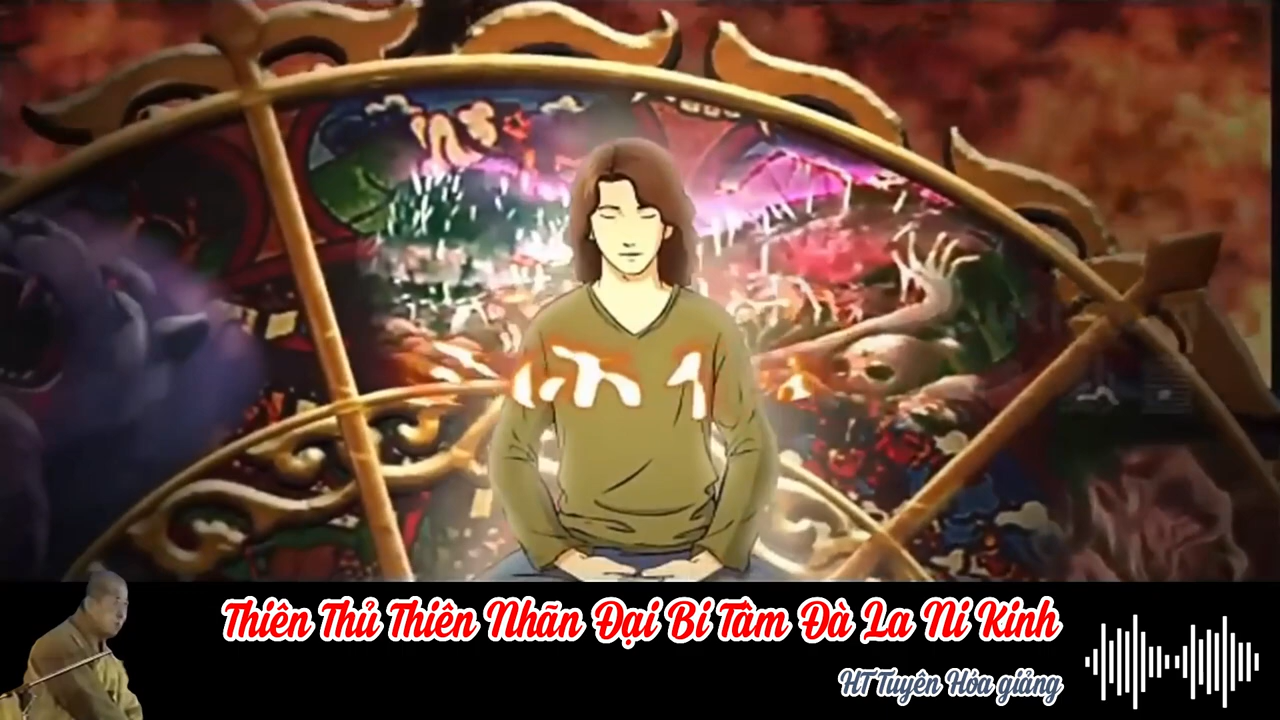 Thiên Thủ Thiên Nhãn Đại Bi Tâm Đà La Ni Kinh
HT Tuyên Hóa giảng